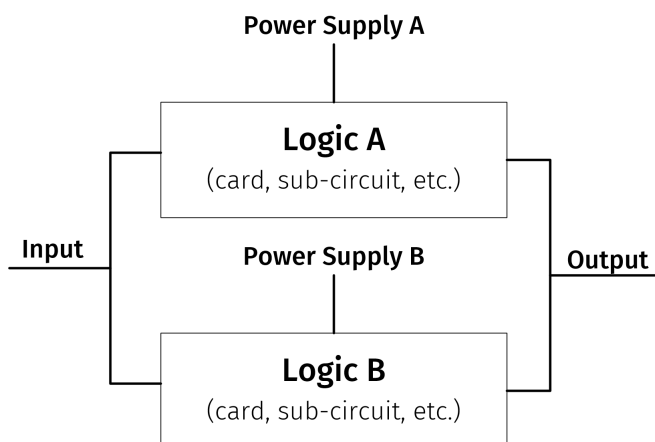 Power Supply A
Logic A
(card, sub-circuit, etc.)
Input
Power Supply B
Output
Logic B
(card, sub-circuit, etc.)